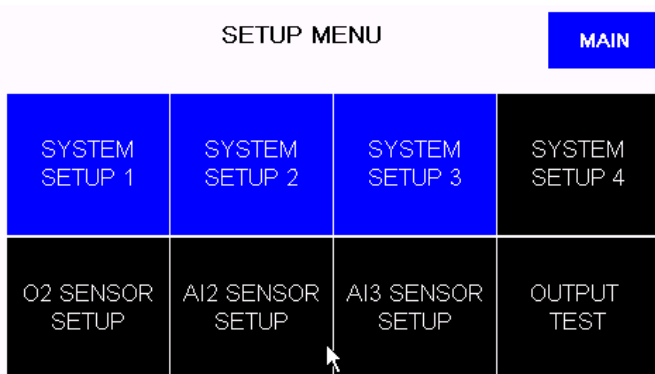 SETUP MENU
MAIN
SYSTEM
SETUP 1
SYSTEM
SETUP 2
SYSTEM
SETUP 3
SYSTEM
SETUP 4
O2 SENSOR
SETUP
AI2 SENSOR
SETUP
AI3 SENSOR
SETUP
OUTPUT
TEST